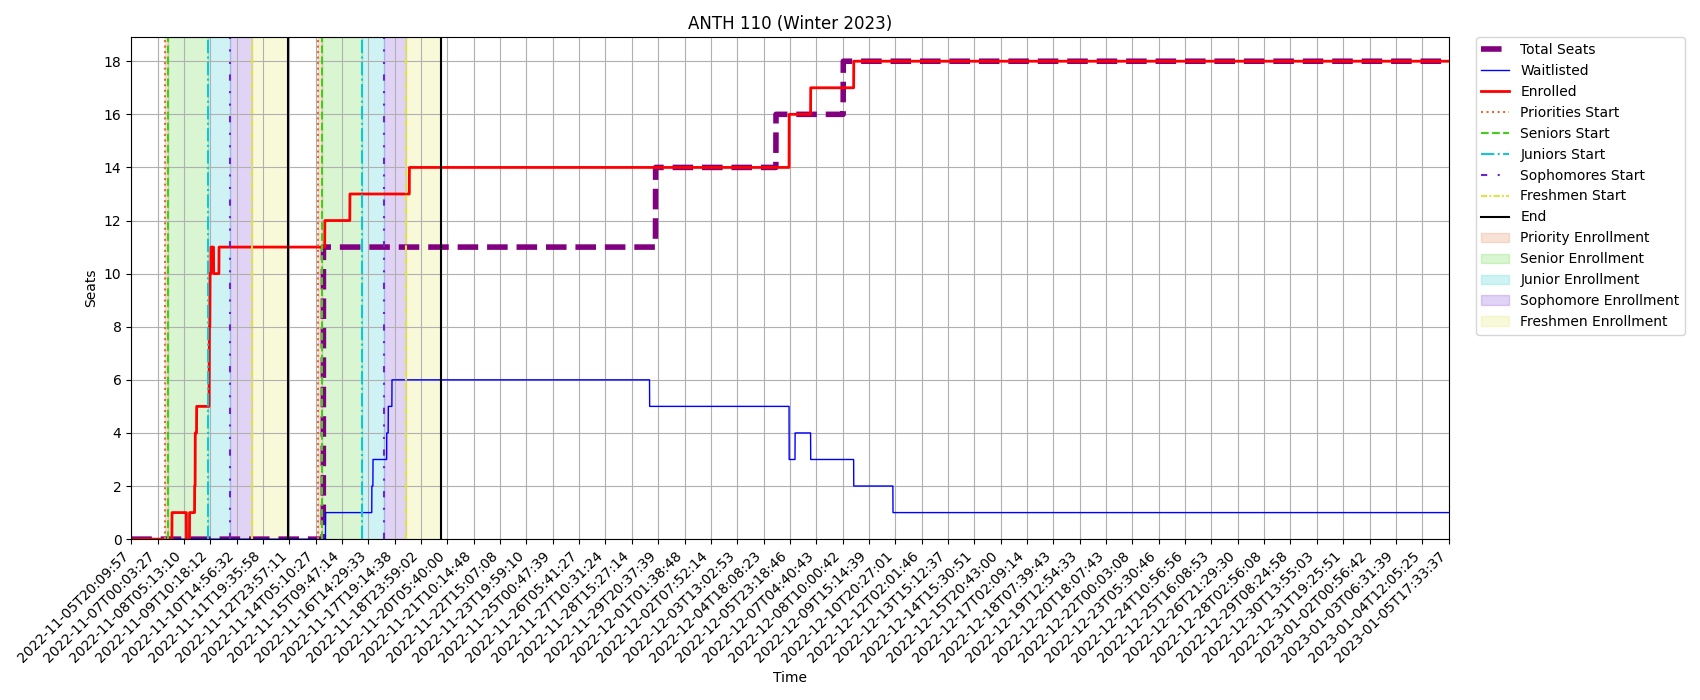 ANTH 110 (Winter 2023)
18
16
14
12
10
8
6
4
2
0
Seats
2022-11-05T20:09:57
2022-11-07T00:03:27
2022-11-08T05:13:10
2022-11-09T10:18:12
2022-11-10T14:56:32
2022-11-11T19:35:58
2022-11-12T23:57:11
2022-11-14T05:10:27
2022-11-15T09:47:14
2022-11-16T14:29:33
2022-11-17T19:14:38
2022-11-18T23:59:02
2022-11-20T05:40:00
2022-11-21T10:14:48
2022-11-22T15:07:08
2022-11-23T19:59:10
2022-11-25T00:47:39
2022-11-26T05:41:27
2022-11-27T10:31:24
2022-11-28T15:27:14
2022-11-29T20:37:39
2022-12-01T01:38:48
2022-12-02T07:52:14
2022-12-03T13:02:53
2022-12-04T18:08:23
2022-12-05T23:18:46
2022-12-07T04:40:43
2022-12-08T10:00:42
2022-12-09T15:14:39
2022-12-10T20:27:01
2022-12-12T02:01:46
2022-12-13T15:12:37
2022-12-14T15:30:51
2022-12-15T20:43:00
2022-12-17T02:09:14
2022-12-18T07:39:43
2022-12-19T12:54:33
2022-12-20T18:07:43
2022-12-22T00:03:08
2022-12-23T05:30:46
2022-12-24T10:56:56
2022-12-25T16:08:53
2022-12-26T21:29:30
2022-12-28T02:56:08
2022-12-29T08:24:58
2022-12-30T13:55:03
2022-12-31T19:25:51
2023-01-02T00:56:42
2023-01-03T06:31:39
2023-01-04T12:05:25
2023-01-05T17:33:37
Time
Total Seats
Waitlisted
Enrolled
Priorities Start
Seniors Start
Juniors Start
Sophomores Start
Freshmen Start
End
Priority Enrollment
Senior Enrollment
Junior Enrollment
Sophomore Enrollment
Freshmen Enrollment